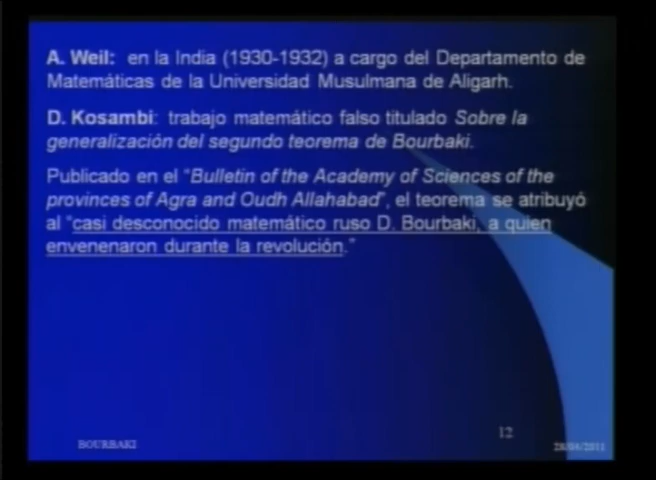 A. Weil: en la India (1930-1932) a cargo del Departamento de
Matemáticas de la Universidad Musulmana de Aligarh.
D. Kosambi: trabajo matemático falso titulado Sobre la
generalización del segundo teorema de Bourbaki.
Publicado en el "Bulletin of the Academy of Sciences of the
provinces of Agra and Oudh Allahabad", el teorema se atribuyó
al "casi desconocido matemático ruso D. Bourbaki, a quien
envenenaron durante la revolución."
BOURBAKI
12